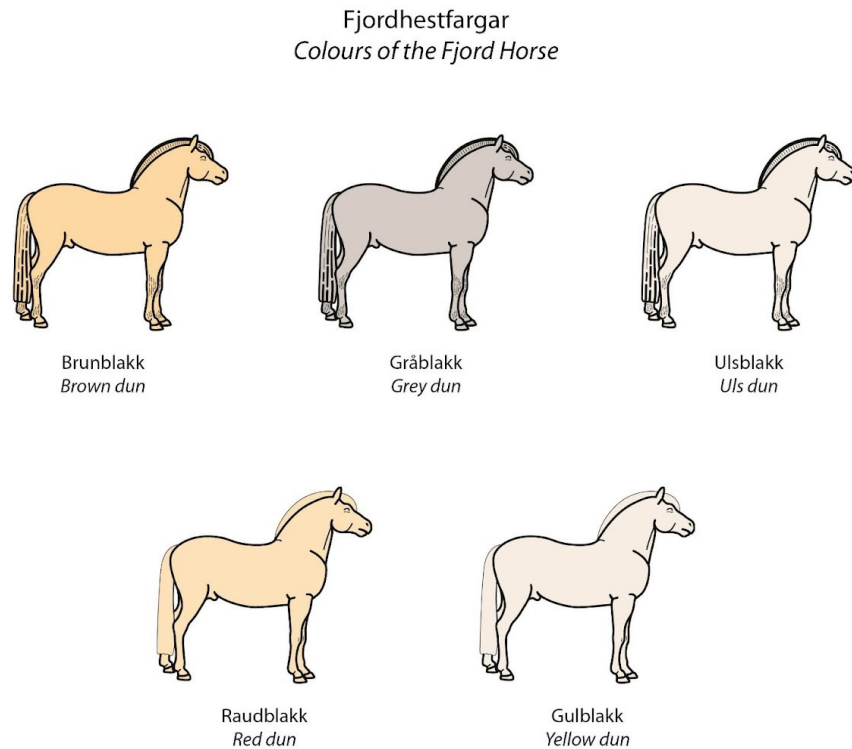 Fjordhestfargar
Colours of the Fjord Horse
Brunblakk
Brown dun
Gråblakk
Grey dun
Ulsblakk
Uls dun
Raudblakk
Red dun
Gulblakk
Yellow dun